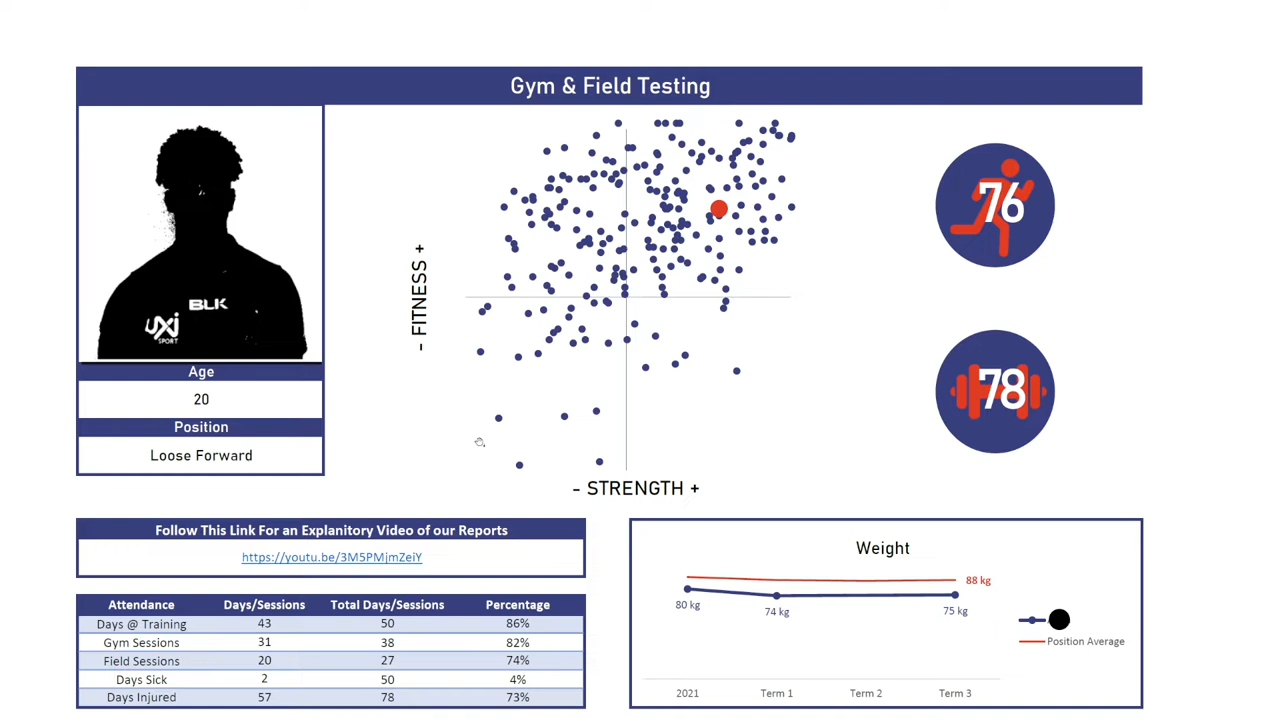 Gym & Field Testing
BLK
uxi
SPORT
Age
20
Position
Loose Forward
- FITNESS +
- STRENGTH +
76
78
Follow This Link For an Explanitory Video of our Reports
https://youtu.be/3M5PMjmZeiY
Attendance Days/Sessions Total Days/Sessions Percentage
Days @ Training 43 50 86%
Gym Sessions 31 38 82%
Field Sessions 20 27 74%
Days Sick 2 50 4%
Days Injured 57 78 73%
Weight
88 kg
80 kg 74 kg 75 kg
Position Average
2021 Term 1 Term 2 Term 3